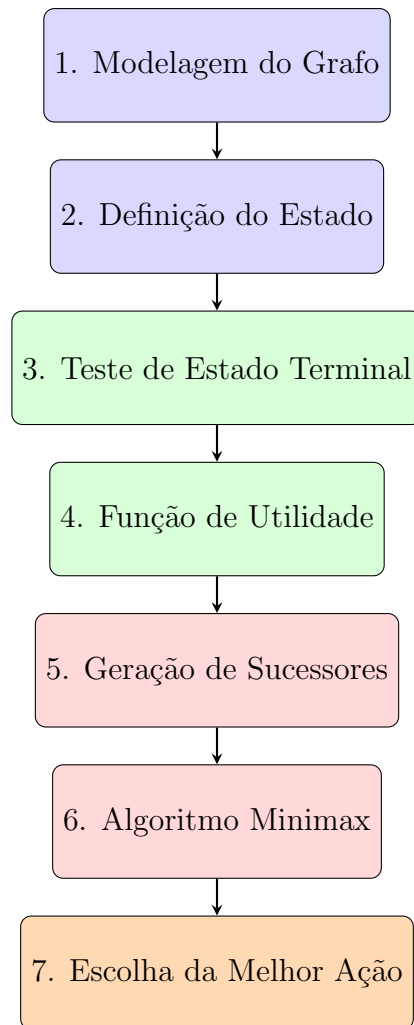 1. Modelagem do Grafo
2. Definição do Estado
3. Teste de Estado Terminal
4. Função de Utilidade
5. Geração de Sucessores
6. Algoritmo Minimax
7. Escolha da Melhor Ação